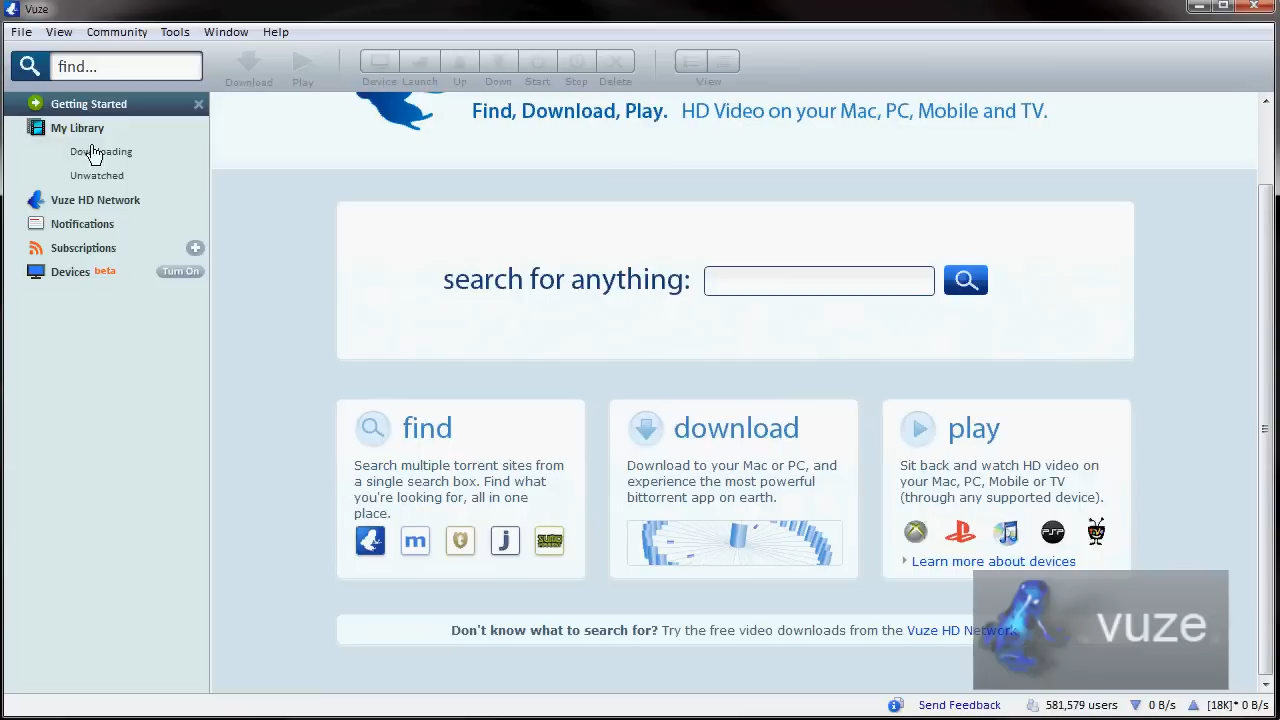 Vuze
File View Community Tools Window Help
find...
Download Play Device Launch Up Down Start Stop Delete View
Getting Started
My Library
Downloading
Unwatched
Vuze HD Network
Notifications
Subscriptions
Devices beta Turn On
Find, Download, Play. HD Video on your Mac, PC, Mobile and TV.
search for anything:
find
Search multiple torrent sites from
a single search box. Find what
you're looking for, all in one
place.
m j
download
Download to your Mac or PC, and
experience the most powerful
bittorrent app on earth.
play
Sit back and watch HD video on
your Mac, PC, Mobile or TV
(through any supported device).
PSP
Learn more about devices
Don't know what to search for? Try the free video downloads from the Vuze HD Network
vuze
Send Feedback 581,579 users 0 B/s [18K]* 0 B/s